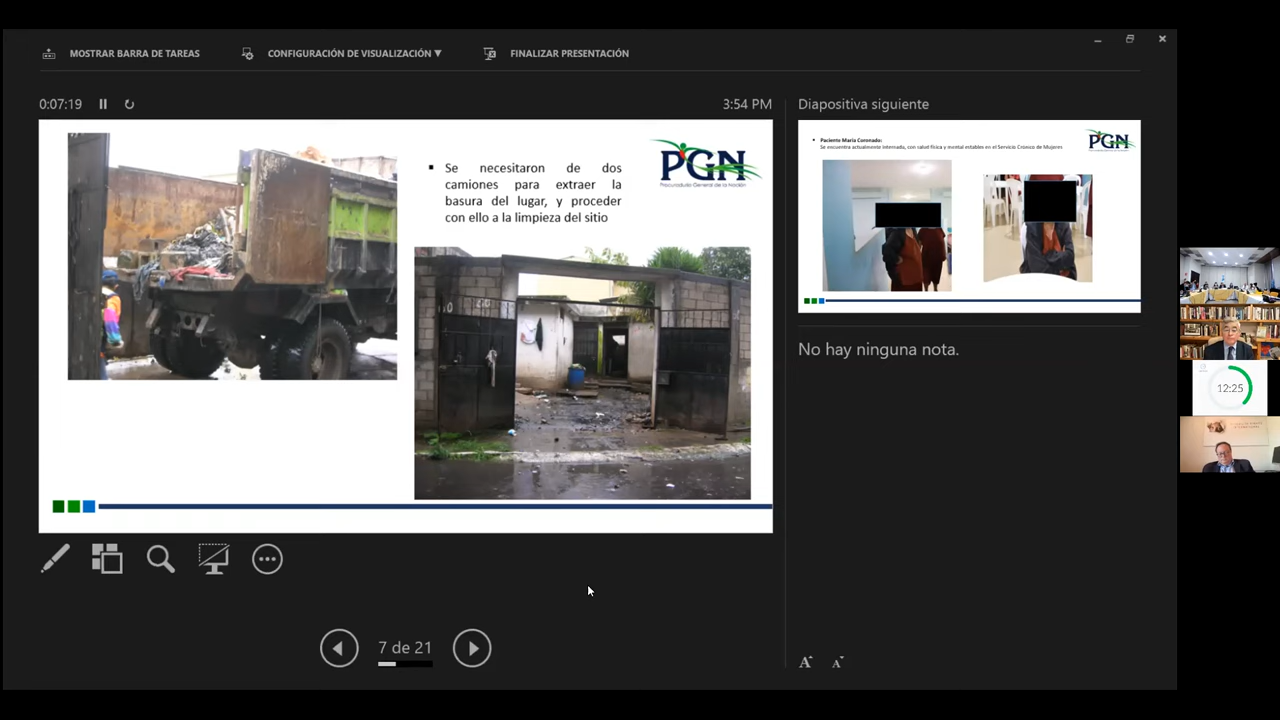 MOSTRAR BARRA DE TAREAS
CONFIGURACIÓN DE VISUALIZACIÓN ▼
FINALIZAR PRESENTACIÓN
0:07:19
3:54 PM
▪ Se necesitaron de dos
camiones para extraer la
basura del lugar, y proceder
con ello a la limpieza del sitio
PGN
Procuraduría General de la Nación
7 de 21
Diapositiva siguiente
▪ Paciente María Coronado:
Se encuentra actualmente internada, con salud física y mental estables en el Servicio Crónico de Mujeres
PGN
No hay ninguna nota.
A
A
12:25